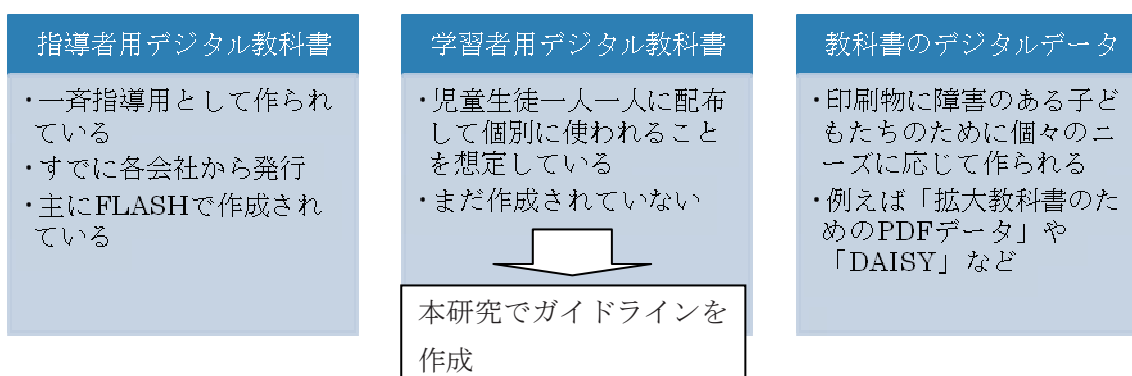 指導者用デジタル教科書
・一斉指導用として作られ
ている
・すでに各会社から発行
・主にFLASHで作成され
ている
学習者用デジタル教科書
・児童生徒一人一人に配布
して個別に使われること
を想定している
・まだ作成されていない
本研究でガイドラインを
作成
教科書のデジタルデータ
・印刷物に障害のある子ど
もたちのために個々のニ
ーズに応じて作られる
・例えば「拡大教科書のた
めのPDFデータ」や
「DAISY」など